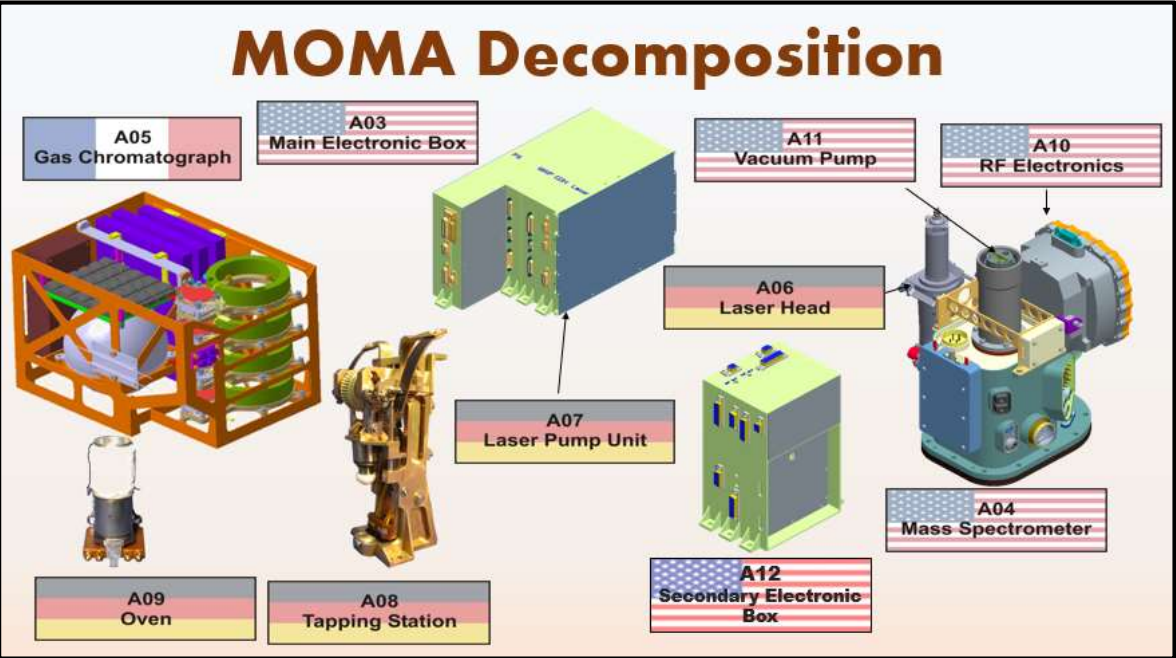 MOMA Decomposition
A05
Gas Chromatograph
A03
Main Electronic Box
A11
Vacuum Pump
A10
RF Electronics
A06
Laser Head
A07
Laser Pump Unit
A04
Mass Spectrometer
A09
Oven
A08
Tapping Station
A12
Secondary Electronic
Box